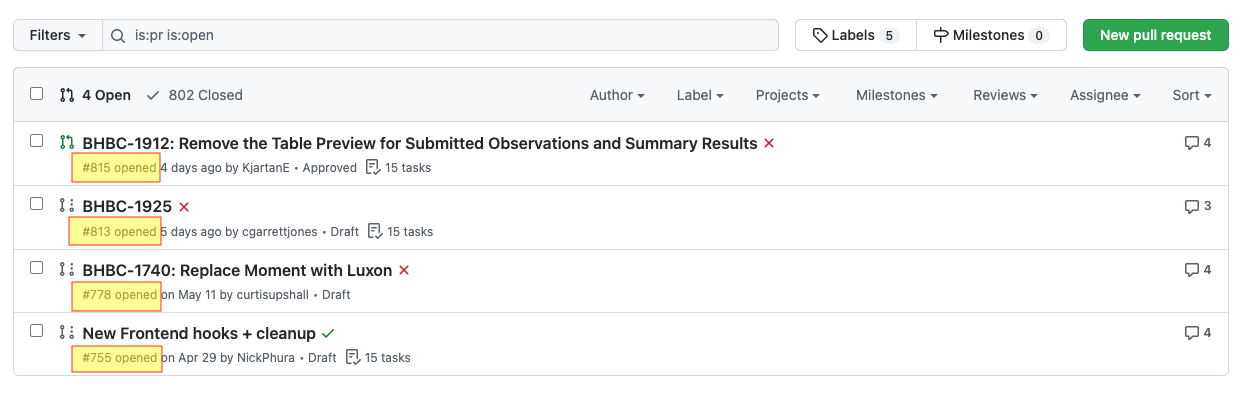 Filters is:pr is:open Labels 5 Milestones 0 New pull request
4 Open 802 Closed Author Label Projects Milestones Reviews Assignee Sort
BHBC-1912: Remove the Table Preview for Submitted Observations and Summary Results 4
#815 opened 4 days ago by KjartanE • Approved 15 tasks
BHBC-1925 3
#813 opened 5 days ago by cgarrettjones • Draft 15 tasks
BHBC-1740: Replace Moment with Luxon 4
#778 opened on May 11 by curtisupshall • Draft
New Frontend hooks + cleanup 4
#755 opened on Apr 29 by NickPhura • Draft 15 tasks